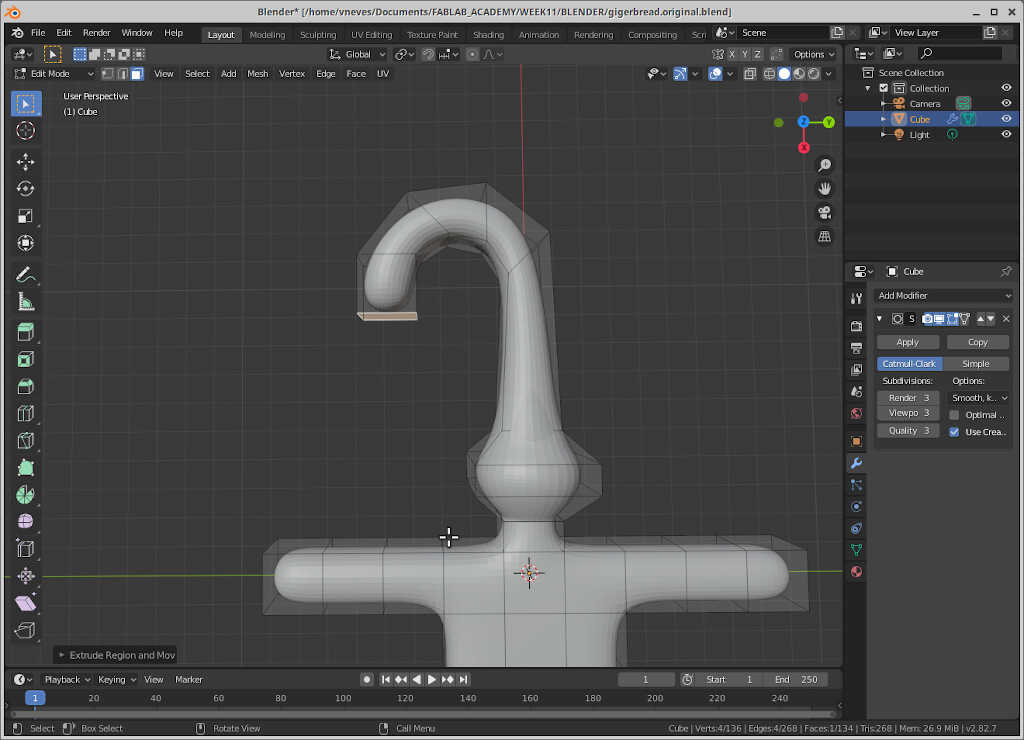 Blender* [/home/vneves/Documents/FABLAB_ACADEMY/WEEK11/BLENDER/gigerbread.original.blend]
File Edit Render Window Help Layout Modeling Sculpting UV Editing Texture Paint Shading Animation Rendering Compositing Scri Scene View Layer
Global X Y Z Options
Edit Mode View Select Add Mesh Vertex Edge Face UV
User Perspective
(1) Cube
Z Y X
Scene Collection
Collection
Camera
Cube
Light
Cube
Add Modifier
S
Apply Copy
Catmull-Clark Simple
Subdivisions: Options:
Render 3 Smooth, k..
Viewpo 3 Optimal ..
Quality 3 Use Crea..
Extrude Region and Mov
Playback Keying View Marker 1 Start 1 End 250
1 20 40 60 80 100 120 140 160 180 200 220 240
Select Box Select Rotate View Call Menu Cube | Verts:4/136 | Edges:4/268 | Faces:1/134 | Tris:268 | Mem: 26.9 MiB | v2.82.7